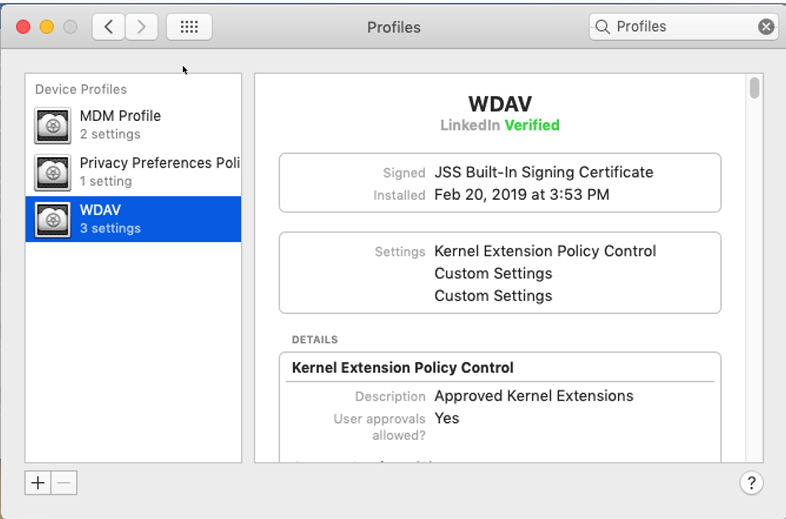 Profiles
Profiles
Device Profiles
MDM Profile
2 settings
Privacy Preferences Poli
1 setting
WDAV
3 settings
WDAV
LinkedIn Verified
Signed JSS Built-In Signing Certificate
Installed Feb 20, 2019 at 3:53 PM
Settings Kernel Extension Policy Control
Custom Settings
Custom Settings
DETAILS
Kernel Extension Policy Control
Description Approved Kernel Extensions
User approvals Yes
allowed?
+ −
?